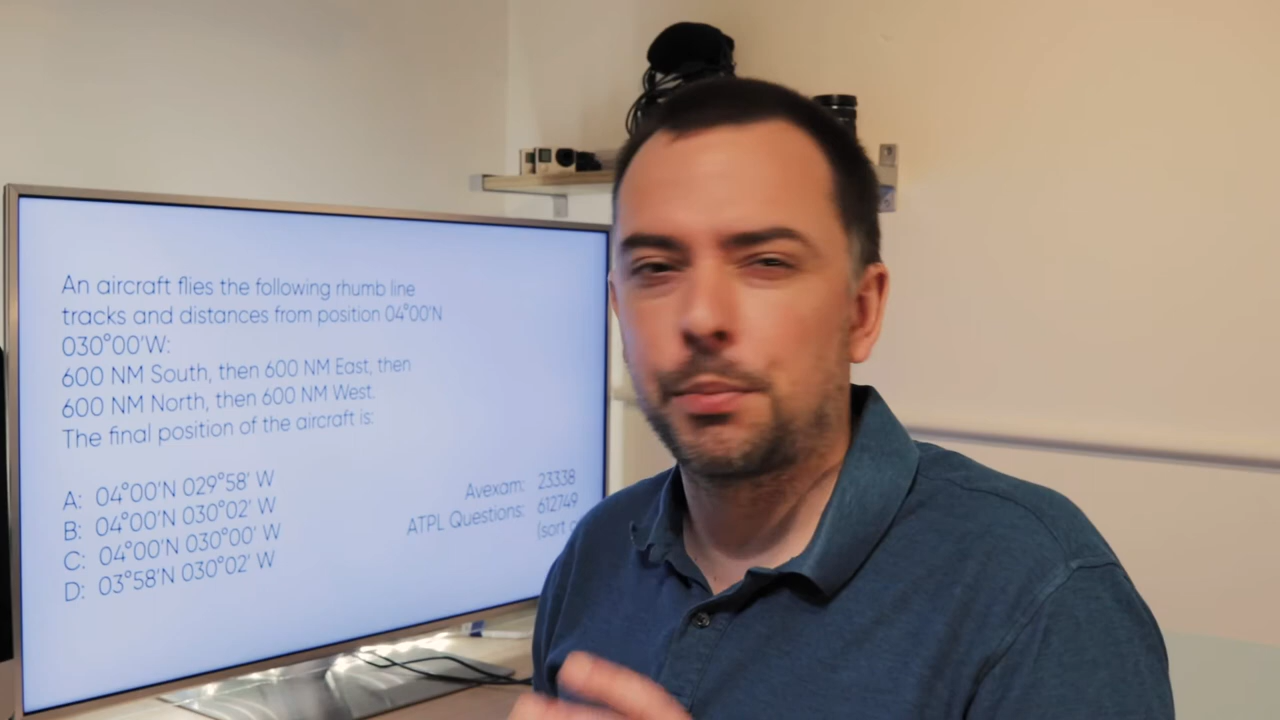 An aircraft flies the following rhumb line
tracks and distances from position 04°00'N
030°00'W:
600 NM South, then 600 NM East, then
600 NM North, then 600 NM West.
The final position of the aircraft is:
A: 04°00'N 029°58' W
B: 04°00'N 030°02' W
C: 04°00'N 030°00' W
D: 03°58'N 030°02' W
Avexam: 23338
ATPL Questions: 612749
(sort